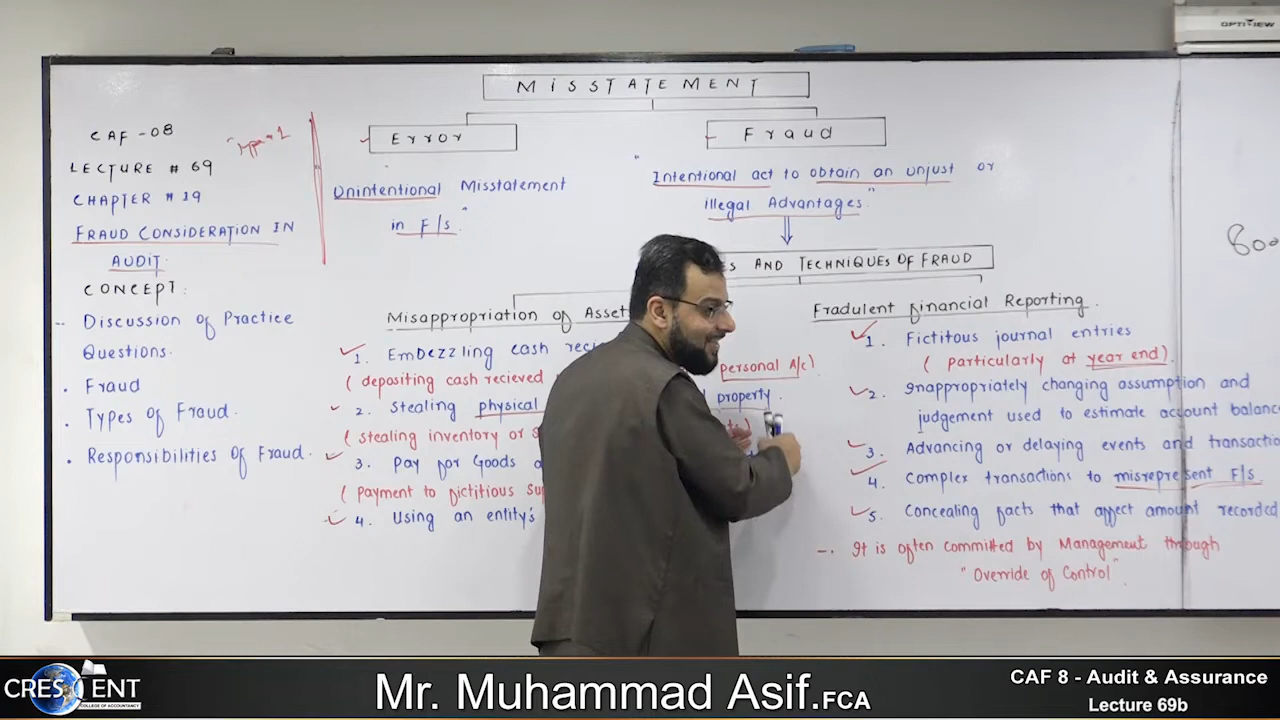 OPTIVIEW
MISSTATEMENT
CAF-08
LECTURE # 69
CHAPTER # 19
FRAUD CONSIDERATION IN
AUDIT.
CONCEPT:
-- Discussion of Practice
Questions.
. Fraud
. Types of Fraud.
. Responsibilities of Fraud.
Error
Unintentional Misstatement
in F/s."
Fraud
"Intentional act to obtain an unjust or
illegal Advantages."
AND TECHNIQUES OF FRAUD
Misappropriation of
1. Embezzling cash
( depositing cash recieved personal A/c)
2. Stealing physical property.
( stealing inventory or
3. Pay for Goods
( payment to fictitious
4. Using an entity's
Fradulent financial Reporting.
1. Fictitous journal entries
( particularly at year end).
2. Inappropriately changing assumption and
judgement used to estimate account
3. Advancing or delaying events and
4. Complex transactions to misrepresent F/s
5. Concealing facts that affect amount recorded
-. It is often committed by Management through
"Override of Control".
CRESCENT
COLLEGE OF ACCOUNTANCY
Mr. Muhammad Asif.FCA
CAF 8 - Audit & Assurance
Lecture 69b